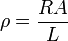 ρ = RA/L